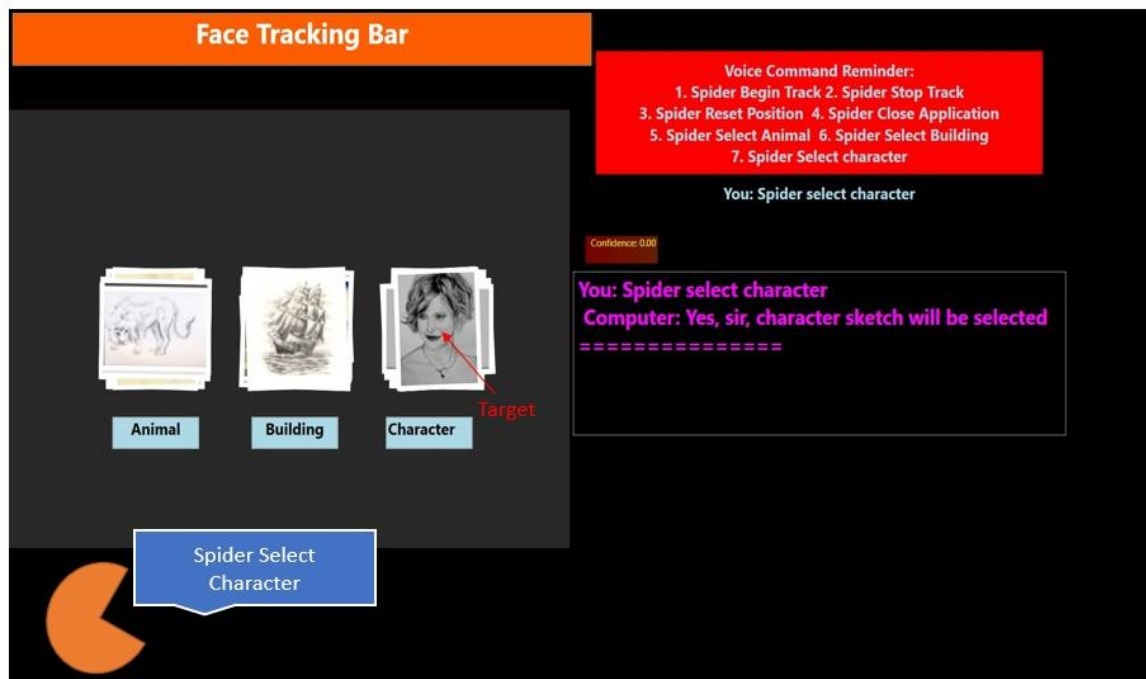 Face Tracking Bar
Voice Command Reminder:
1. Spider Begin Track 2. Spider Stop Track
3. Spider Reset Position 4. Spider Close Application
5. Spider Select Animal 6. Spider Select Building
7. Spider Select character
You: Spider select character
Confidence: 0.00
You: Spider select character
Computer: Yes, sir, character sketch will be selected
===============
Target
Animal
Building
Character
Spider Select
Character